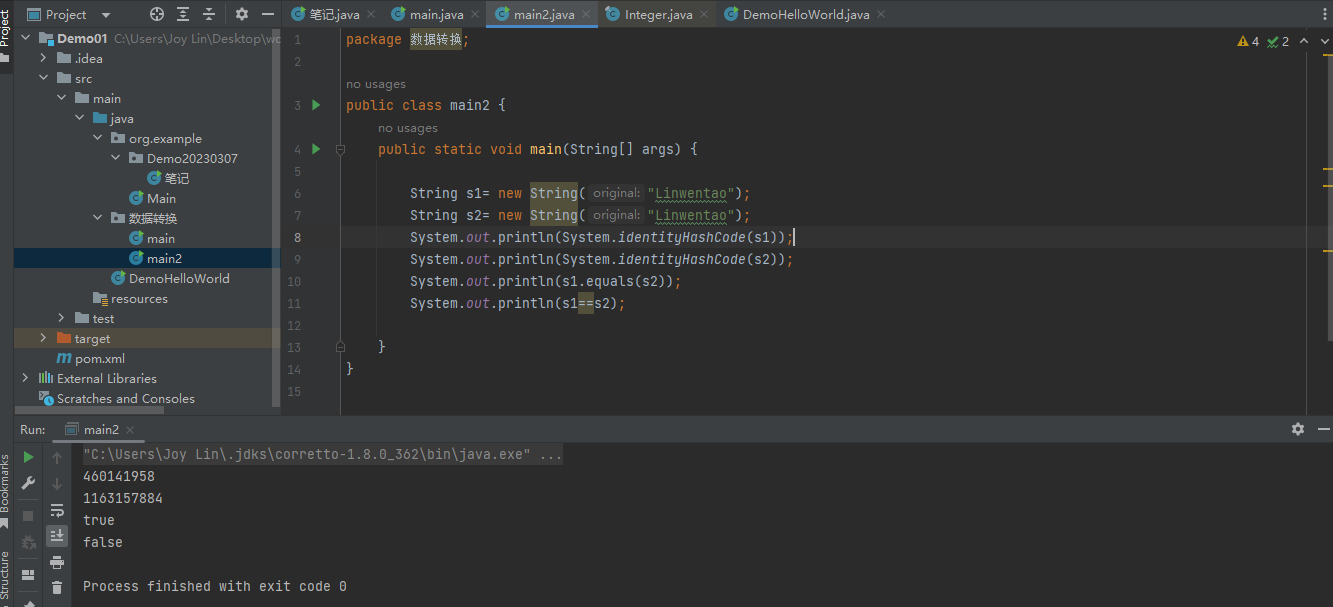 Project
笔记.java
main.java
main2.java
Integer.java
DemoHelloWorld.java
Project
Demo01 C:\Users\Joy Lin\Desktop\wo
.idea
src
main
java
org.example
Demo20230307
笔记
Main
数据转换
main
main2
DemoHelloWorld
resources
test
target
pom.xml
External Libraries
Scratches and Consoles
4 2
1 package 数据转换;
2
no usages
3 public class main2 {
no usages
4 public static void main(String[] args) {
5
6 String s1= new String( original: "Linwentao");
7 String s2= new String( original: "Linwentao");
8 System.out.println(System.identityHashCode(s1));
9 System.out.println(System.identityHashCode(s2));
10 System.out.println(s1.equals(s2));
11 System.out.println(s1==s2);
12
13 }
14 }
15
Run: main2
"C:\Users\Joy Lin\.jdks\corretto-1.8.0_362\bin\java.exe" ...
460141958
1163157884
true
false
Process finished with exit code 0
Bookmarks
Structure